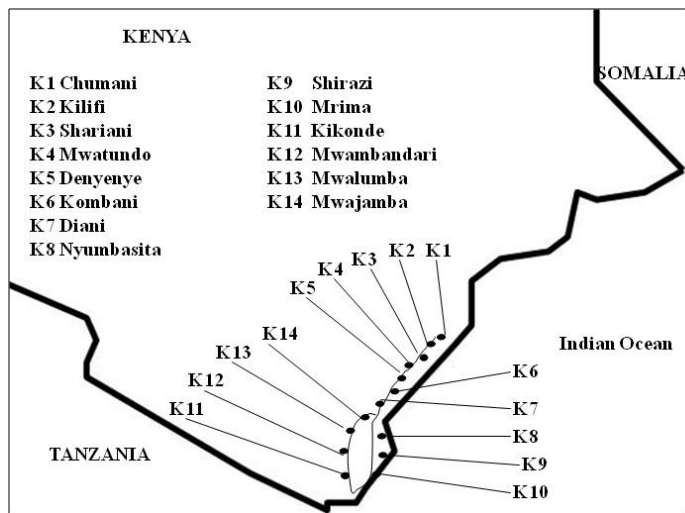 KENYA
SOMALIA
K1 Chumani
K2 Kilifi
K3 Shariani
K4 Mwatundo
K5 Denyenye
K6 Kombani
K7 Diani
K8 Nyumbasita
K9 Shirazi
K10 Mrima
K11 Kikonde
K12 Mwambandari
K13 Mwalumba
K14 Mwajamba
K1
K2
K3
K4
K5
K14
K13
K12
K11
Indian Ocean
K6
K7
K8
K9
K10
TANZANIA